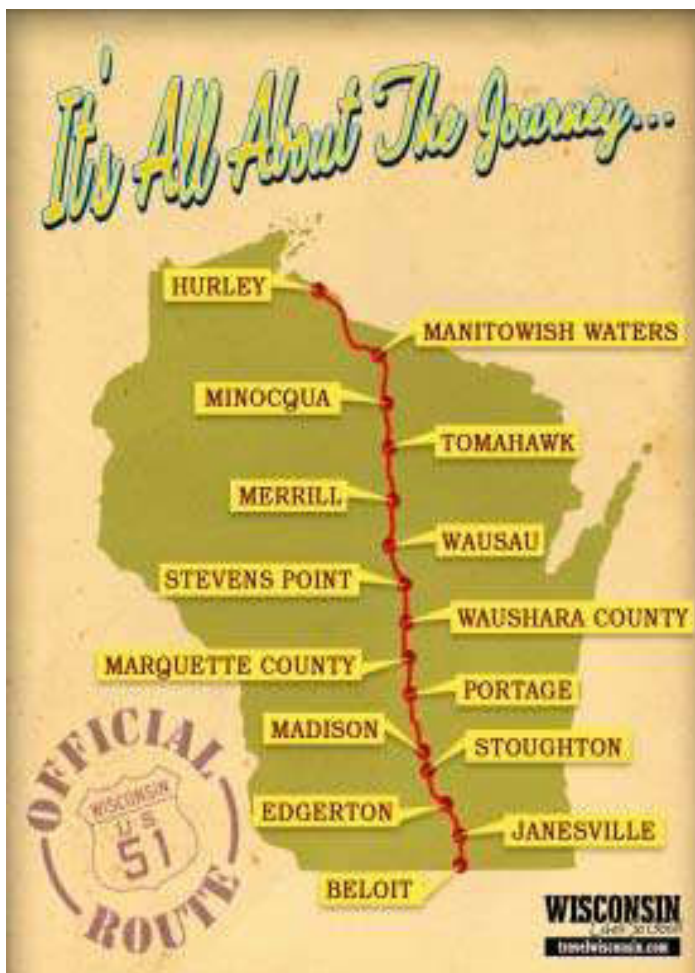 It's All About The Journey...
HURLEY
MANITOWISH WATERS
MINOCQUA
TOMAHAWK
MERRILL
WAUSAU
STEVENS POINT
WAUSHARA COUNTY
MARQUETTE COUNTY
PORTAGE
MADISON
STOUGHTON
EDGERTON
JANESVILLE
BELOIT
OFFICIAL
WISCONSIN
US
51
ROUTE
WISCONSIN
travelwisconsin.com